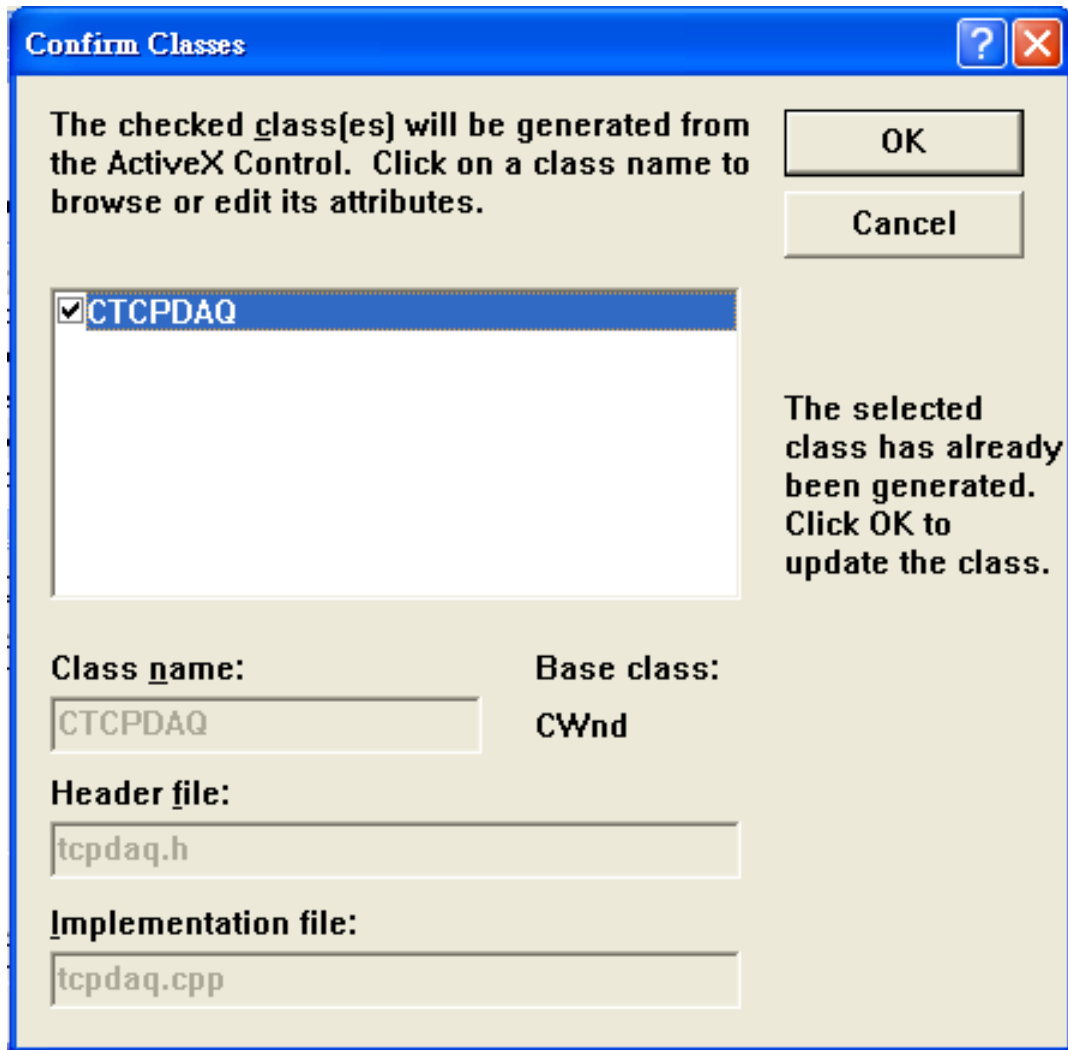 Confirm Classes
The checked class(es) will be generated from
the ActiveX Control. Click on a class name to
browse or edit its attributes.
OK
Cancel
CTCPDAQ
The selected
class has already
been generated.
Click OK to
update the class.
Class name:
Base class:
CTCPDAQ
CWnd
Header file:
tcpdaq.h
Implementation file:
tcpdaq.cpp